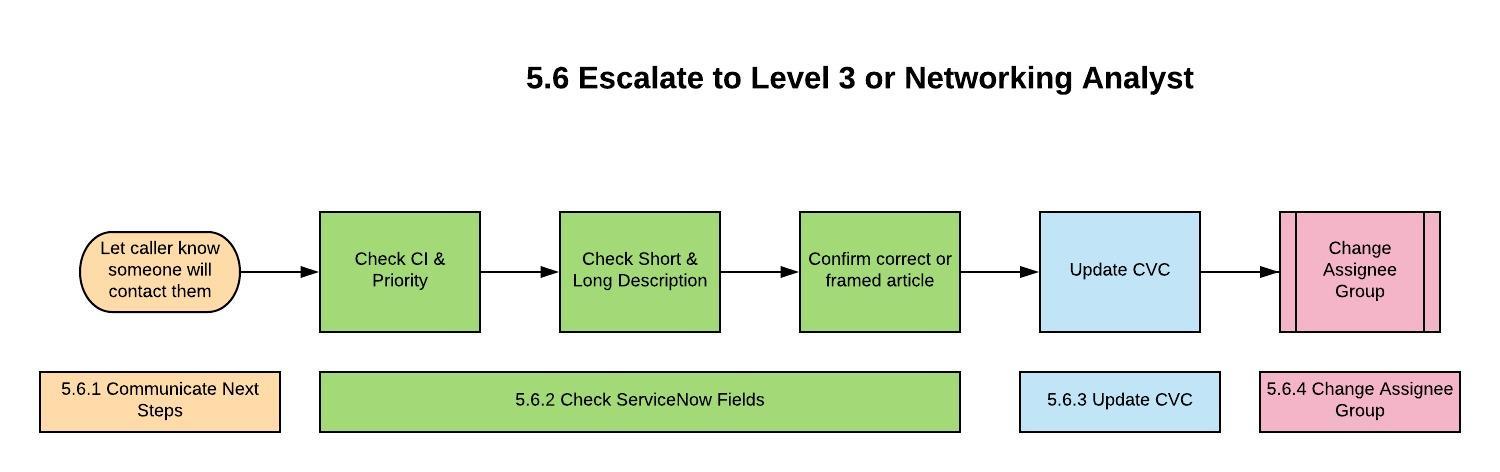 5.6 Escalate to Level 3 or Networking Analyst
Let caller know
someone will
contact them
Check CI &
Priority
Check Short &
Long Description
Confirm correct or
framed article
Update CVC
Change
Assignee
Group
5.6.1 Communicate Next
Steps
5.6.2 Check ServiceNow Fields
5.6.3 Update CVC
5.6.4 Change Assignee
Group